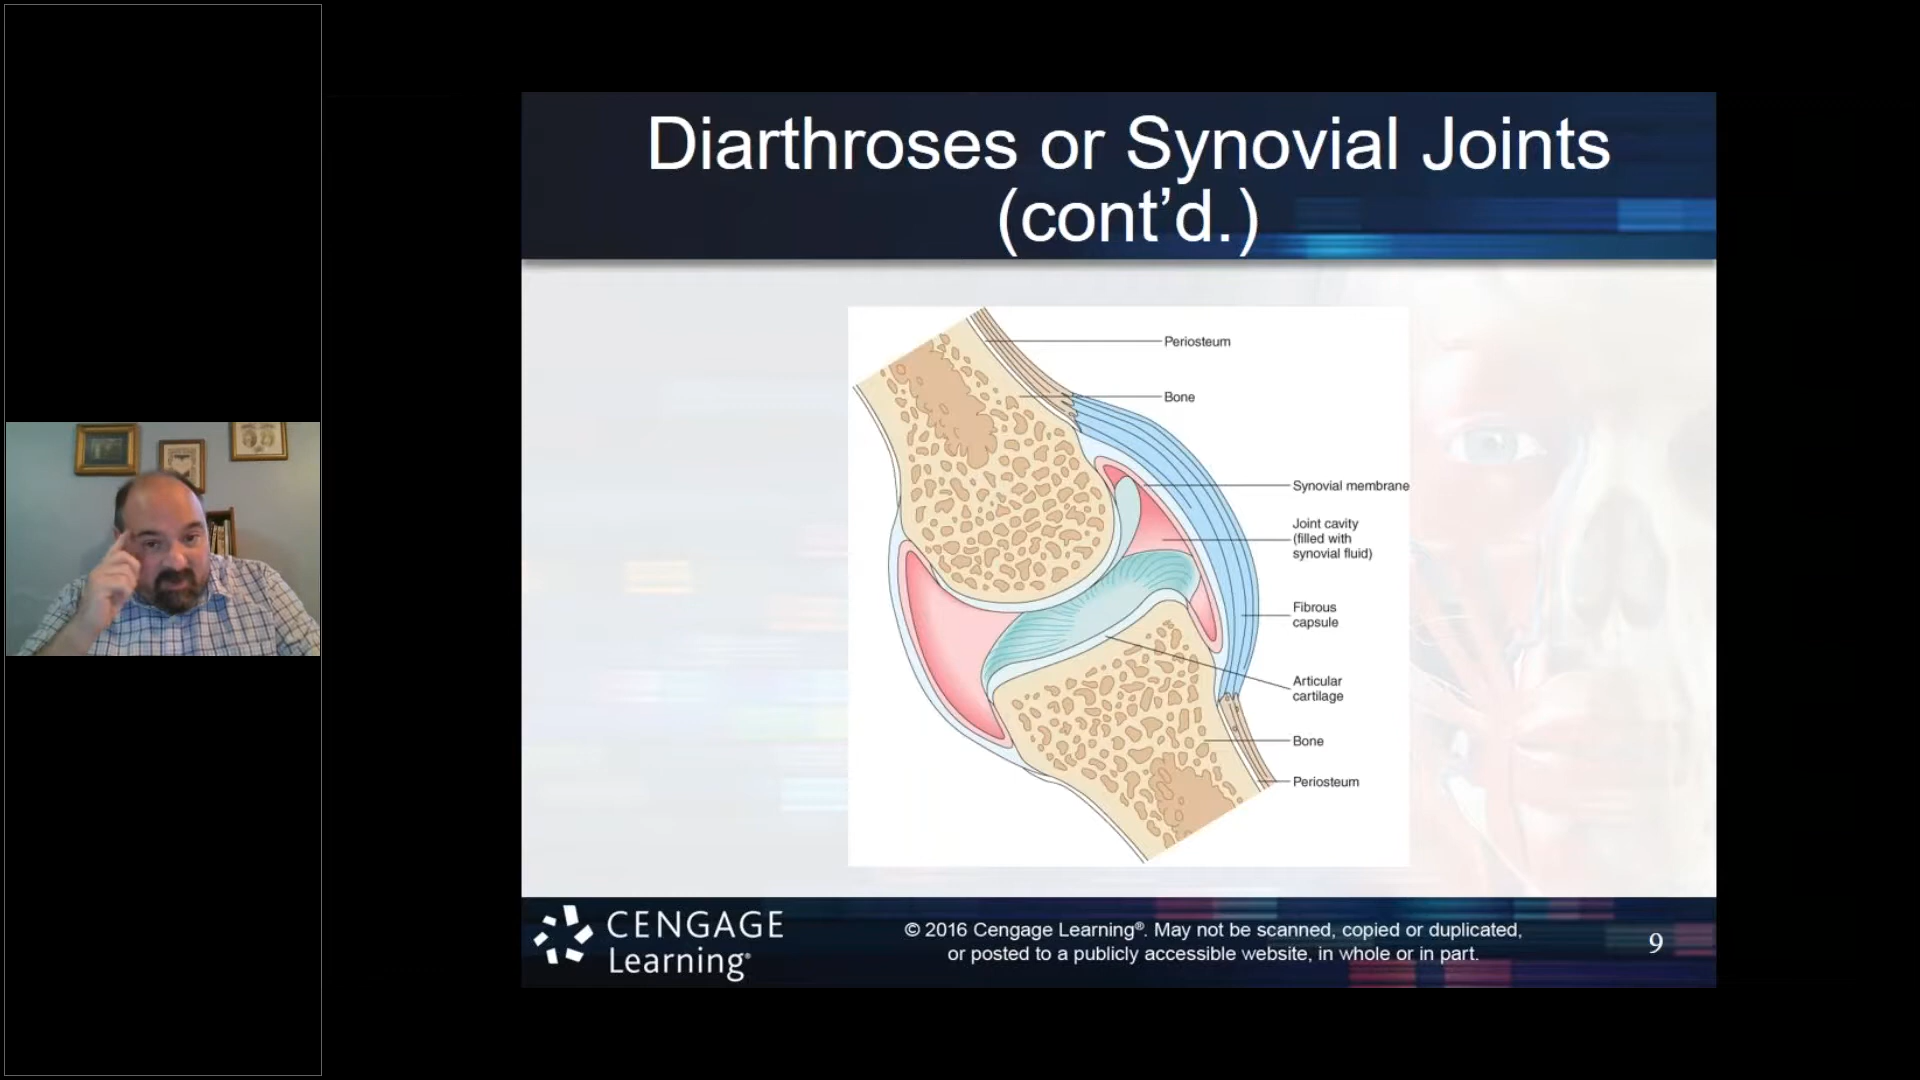 Diarthroses or Synovial Joints
(cont’d.)
Periosteum
Bone
Synovial membrane
Joint cavity
(filled with
synovial fluid)
Fibrous
capsule
Articular
cartilage
Bone
Periosteum
CENGAGE
Learning®
© 2016 Cengage Learning®. May not be scanned, copied or duplicated,
or posted to a publicly accessible website, in whole or in part.
9